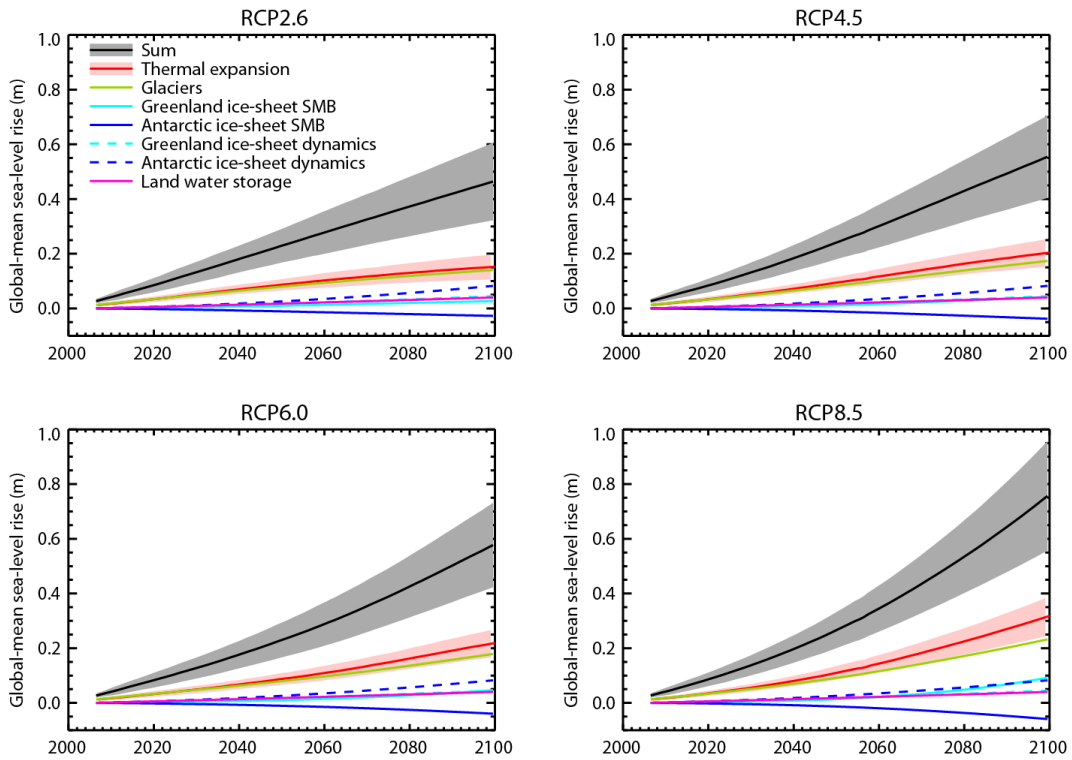 RCP2.6
RCP4.5
Global-mean sea-level rise (m)
1.0
0.8
0.6
0.4
0.2
0.0
Sum
Thermal expansion
Glaciers
Greenland ice-sheet SMB
Antarctic ice-sheet SMB
Greenland ice-sheet dynamics
Antarctic ice-sheet dynamics
Land water storage
2000 2020 2040 2060 2080 2100
Global-mean sea-level rise (m)
1.0
0.8
0.6
0.4
0.2
0.0
2000 2020 2040 2060 2080 2100
RCP6.0
RCP8.5
Global-mean sea-level rise (m)
1.0
0.8
0.6
0.4
0.2
0.0
2000 2020 2040 2060 2080 2100
Global-mean sea-level rise (m)
1.0
0.8
0.6
0.4
0.2
0.0
2000 2020 2040 2060 2080 2100